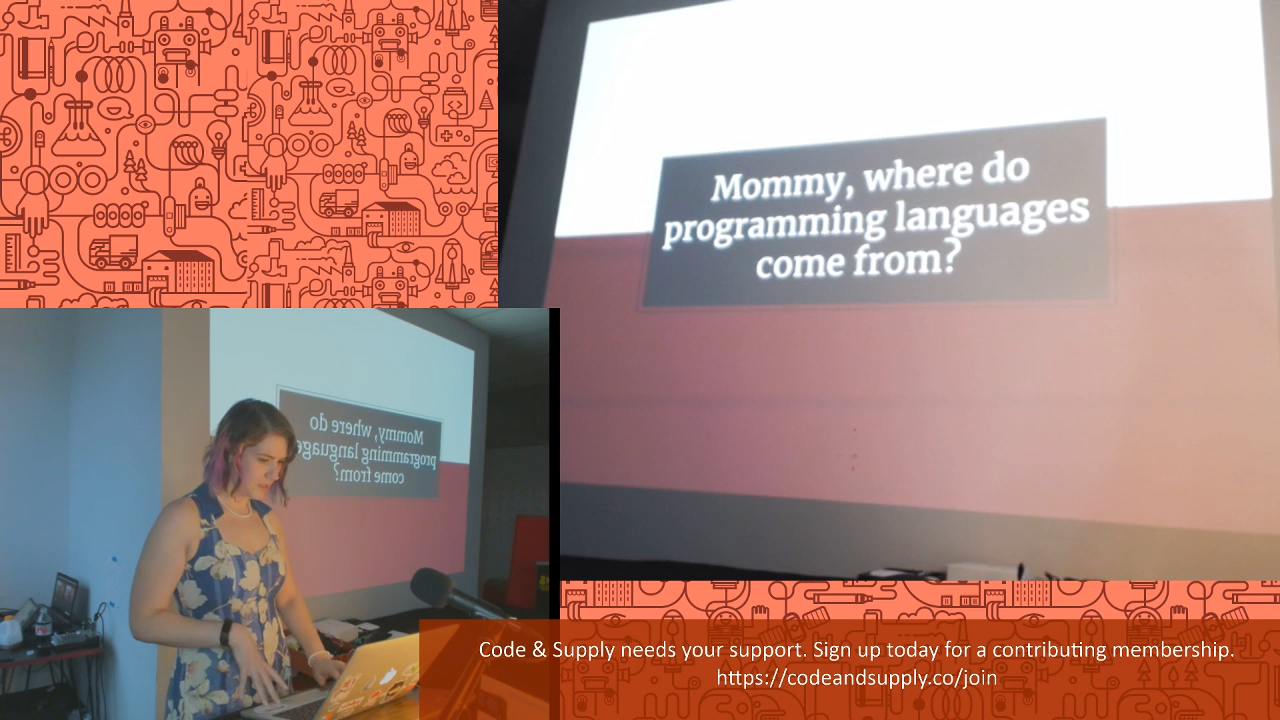 Mommy, where do
programming languages
come from?
Mommy, where do
programming languag
come from?
Code & Supply needs your support. Sign up today for a contributing membership.
https://codeandsupply.co/join